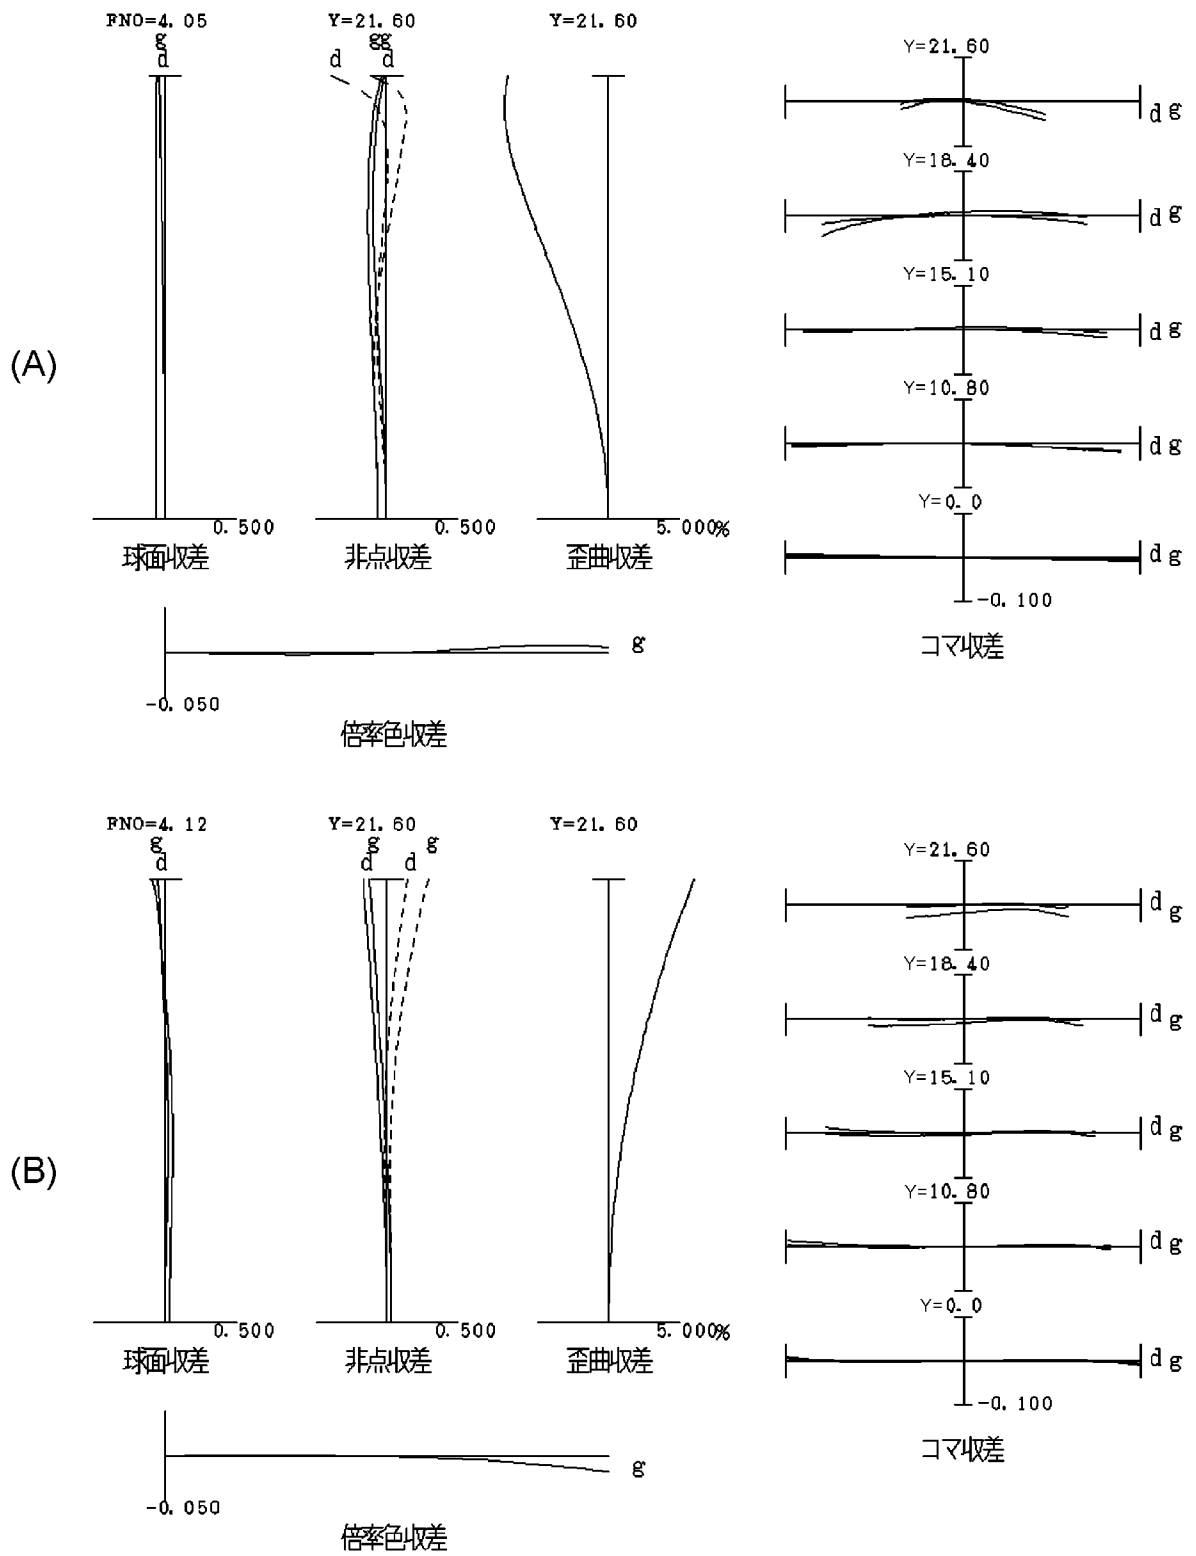 (A)
FNO=4.05
g
d
0.500
球面収差
Y=21.60
d
gg
d
0.500
非点収差
Y=21.60
5.000%
歪曲収差
g
-0.050
倍率色収差
Y=21.60
d g
Y=18.40
d g
Y=15.10
d g
Y=10.80
d g
Y=0.0
d g
-0.100
コマ収差
(B)
FNO=4.12
g
d
0.500
球面収差
Y=21.60
g
d
d
g
0.500
非点収差
Y=21.60
5.000%
歪曲収差
g
-0.050
倍率色収差
Y=21.60
d g
Y=18.40
d g
Y=15.10
d g
Y=10.80
d g
Y=0.0
d g
-0.100
コマ収差